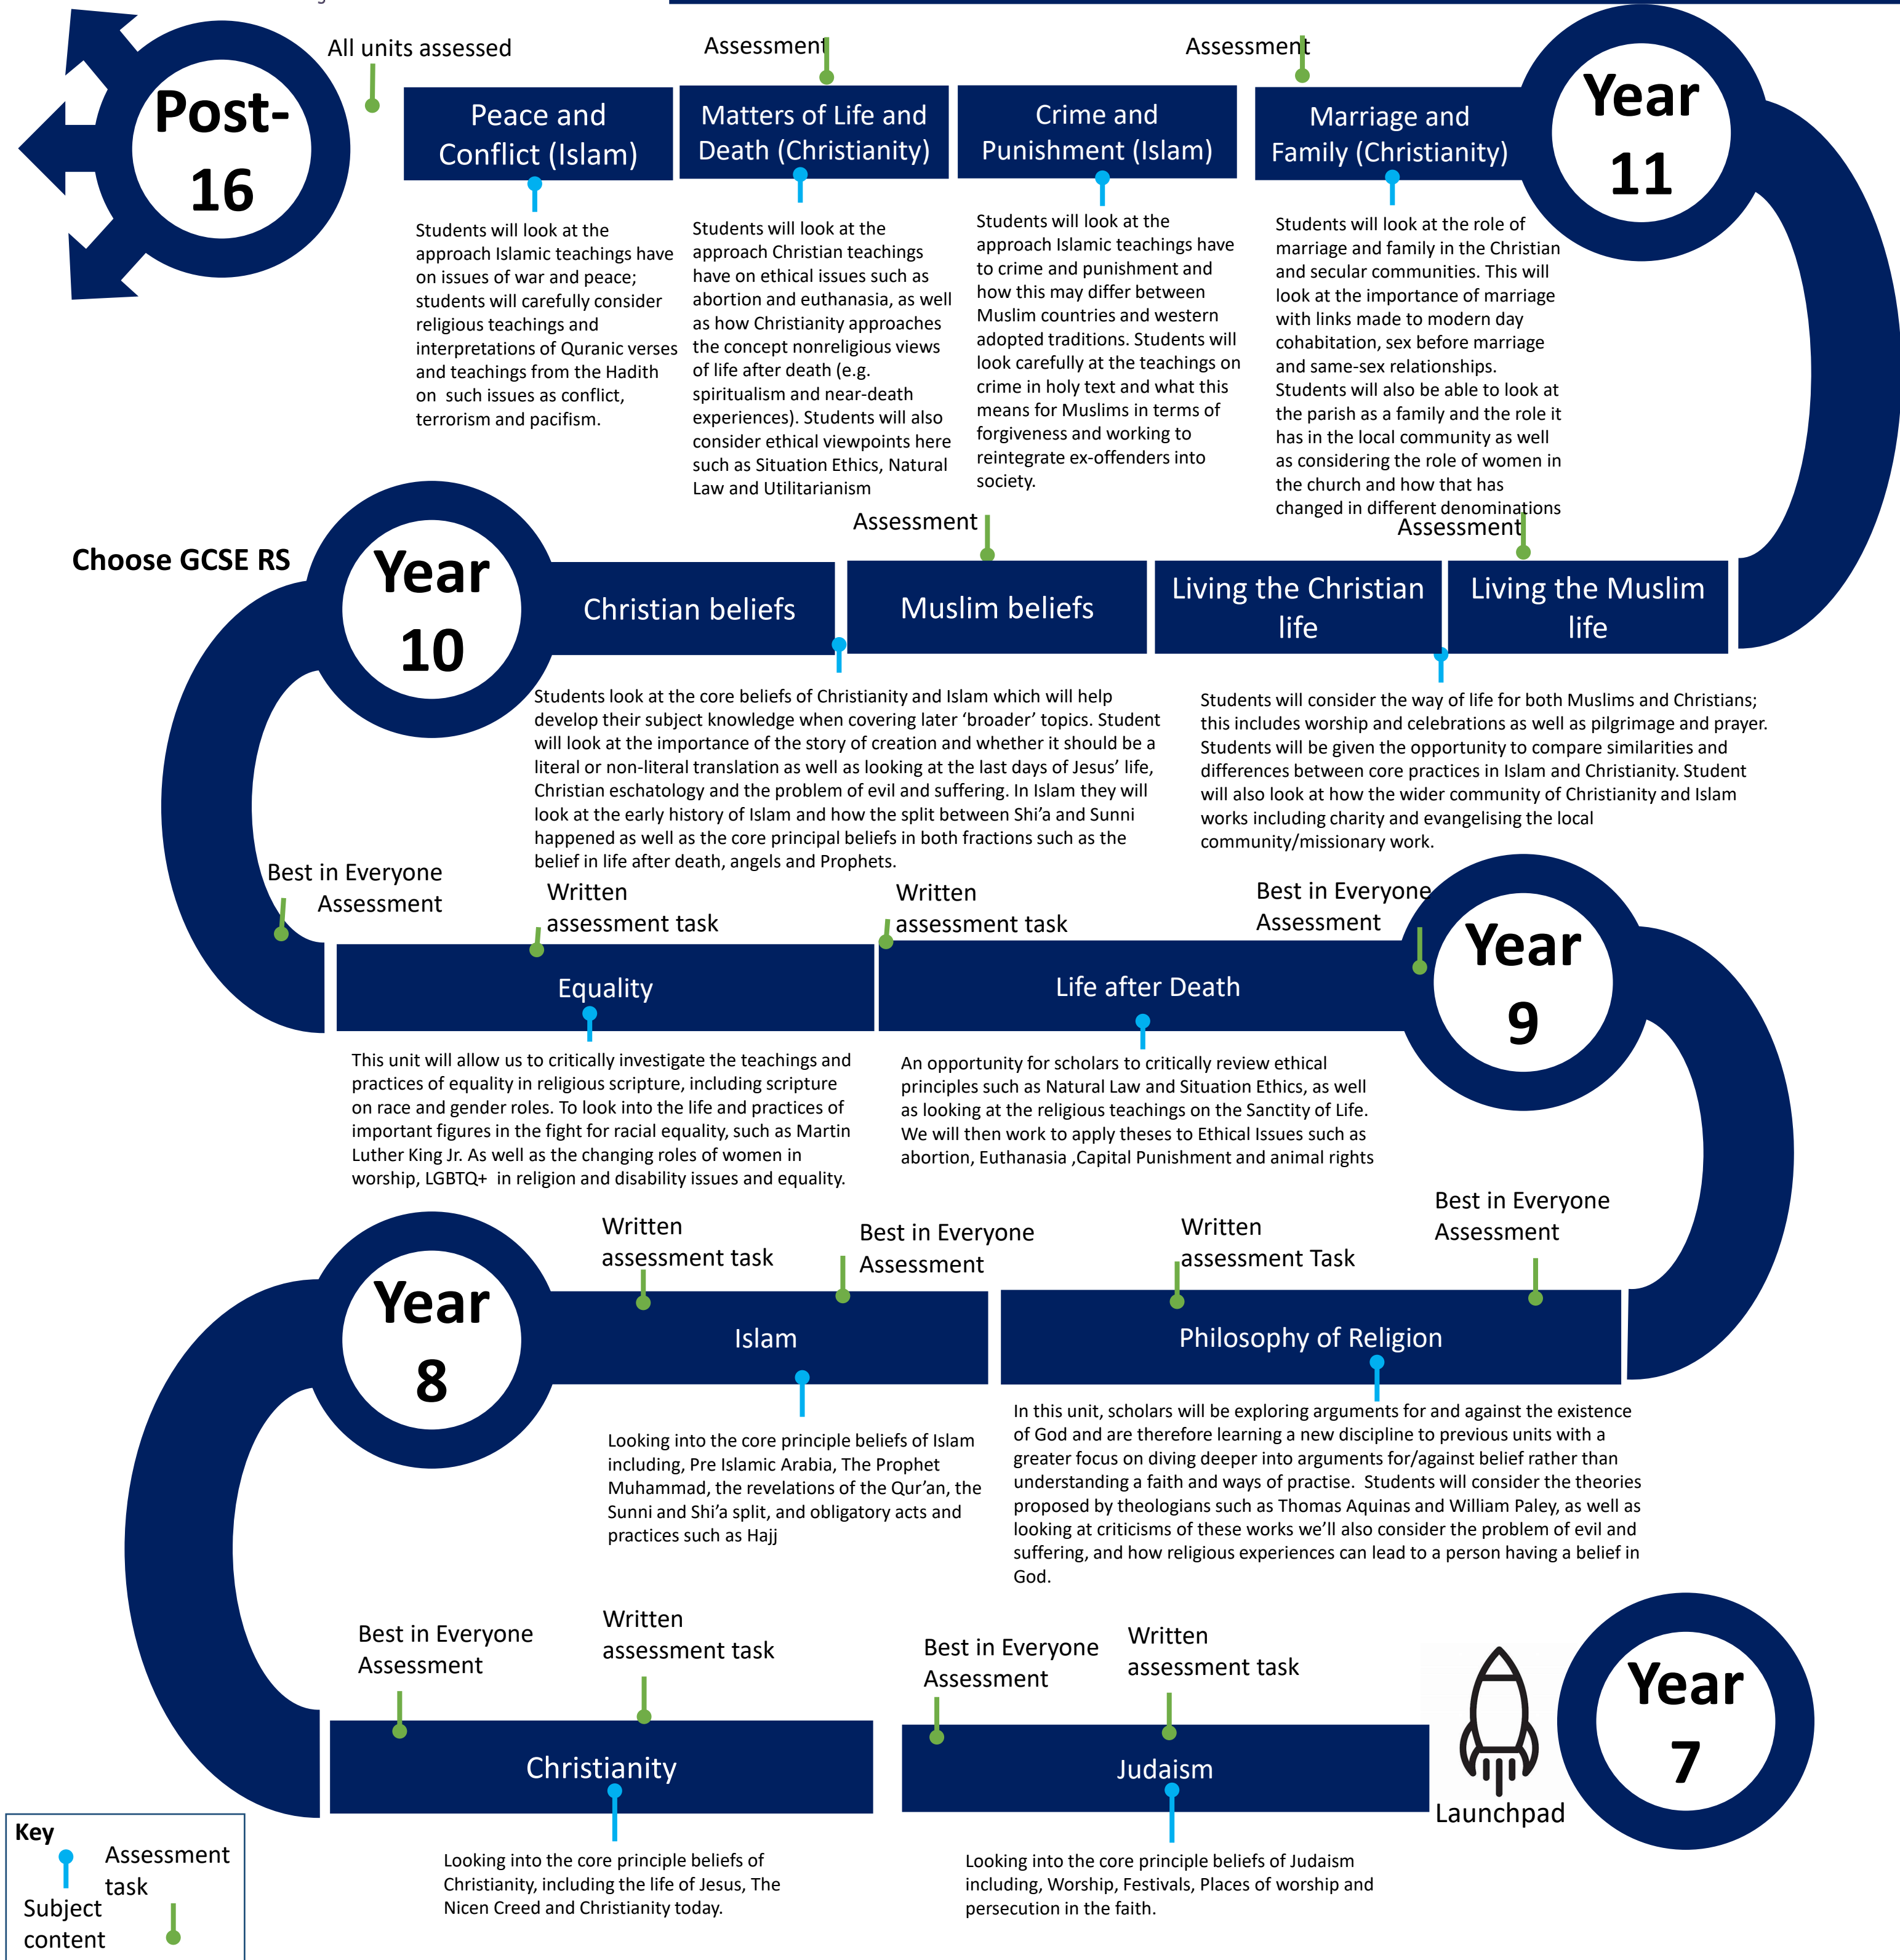 All units assessed
Assessment
Assessment
Post-
16
Peace and
Conflict (Islam)
Matters of Life and
Death (Christianity)
Crime and
Punishment (Islam)
Marriage and
Family (Christianity)
Year
11
Students will look at the
approach Islamic teachings have
on issues of war and peace;
students will carefully consider
religious teachings and
interpretations of Quranic verses
and teachings from the Hadith
on such issues as conflict,
terrorism and pacifism.
Students will look at the
approach Christian teachings
have on ethical issues such as
abortion and euthanasia, as well
as how Christianity approaches
the concept nonreligious views
of life after death (e.g.
spiritualism and near-death
experiences). Students will also
consider ethical viewpoints here
such as Situation Ethics, Natural
Law and Utilitarianism
Students will look at the
approach Islamic teachings have
to crime and punishment and
how this may differ between
Muslim countries and western
adopted traditions. Students will
look carefully at the teachings on
crime in holy text and what this
means for Muslims in terms of
forgiveness and working to
reintegrate ex-offenders into
society.
Students will look at the role of
marriage and family in the Christian
and secular communities. This will
look at the importance of marriage
with links made to modern day
cohabitation, sex before marriage
and same-sex relationships.
Students will also be able to look at
the parish as a family and the role it
has in the local community as well
as considering the role of women in
the church and how that has
changed in different denominations
Assessment
Assessment
Choose GCSE RS
Year
10
Christian beliefs
Muslim beliefs
Living the Christian
life
Living the Muslim
life
Students look at the core beliefs of Christianity and Islam which will help
develop their subject knowledge when covering later ‘broader’ topics. Student
will look at the importance of the story of creation and whether it should be a
literal or non-literal translation as well as looking at the last days of Jesus’ life,
Christian eschatology and the problem of evil and suffering. In Islam they will
look at the early history of Islam and how the split between Shi’a and Sunni
happened as well as the core principal beliefs in both fractions such as the
belief in life after death, angels and Prophets.
Students will consider the way of life for both Muslims and Christians;
this includes worship and celebrations as well as pilgrimage and prayer.
Students will be given the opportunity to compare similarities and
differences between core practices in Islam and Christianity. Student
will also look at how the wider community of Christianity and Islam
works including charity and evangelising the local
community/missionary work.
Best in Everyone
Assessment
Written
assessment task
Written
assessment task
Best in Everyone
Assessment
Year
9
Equality
Life after Death
This unit will allow us to critically investigate the teachings and
practices of equality in religious scripture, including scripture
on race and gender roles. To look into the life and practices of
important figures in the fight for racial equality, such as Martin
Luther King Jr. As well as the changing roles of women in
worship, LGBTQ+ in religion and disability issues and equality.
An opportunity for scholars to critically review ethical
principles such as Natural Law and Situation Ethics, as well
as looking at the religious teachings on the Sanctity of Life.
We will then work to apply theses to Ethical Issues such as
abortion, Euthanasia ,Capital Punishment and animal rights
Written
assessment task
Best in Everyone
Assessment
Written
assessment Task
Best in Everyone
Assessment
Year
8
Islam
Philosophy of Religion
Looking into the core principle beliefs of Islam
including, Pre Islamic Arabia, The Prophet
Muhammad, the revelations of the Qur’an, the
Sunni and Shi’a split, and obligatory acts and
practices such as Hajj
In this unit, scholars will be exploring arguments for and against the existence
of God and are therefore learning a new discipline to previous units with a
greater focus on diving deeper into arguments for/against belief rather than
understanding a faith and ways of practise. Students will consider the theories
proposed by theologians such as Thomas Aquinas and William Paley, as well as
looking at criticisms of these works we’ll also consider the problem of evil and
suffering, and how religious experiences can lead to a person having a belief in
God.
Best in Everyone
Assessment
Written
assessment task
Best in Everyone
Assessment
Written
assessment task
Year
7
Christianity
Judaism
Launchpad
Looking into the core principle beliefs of
Christianity, including the life of Jesus, The
Nicen Creed and Christianity today.
Looking into the core principle beliefs of Judaism
including, Worship, Festivals, Places of worship and
persecution in the faith.
Key
Assessment
task
Subject
content